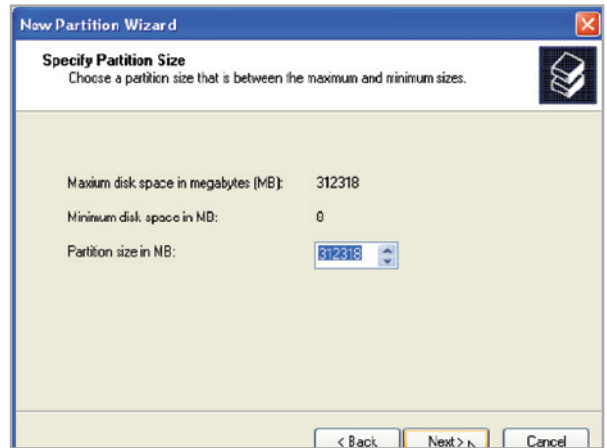 New Partition Wizard
Specify Partition Size
Choose a partition size that is between the maximum and minimum sizes.
Maxium disk space in megabytes (MB): 312318
Minimum disk space in MB: 8
Partition size in MB: 312318
< Back Next > Cancel